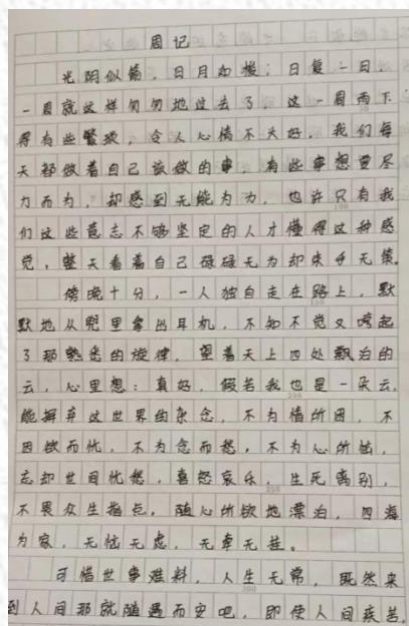 周记
光阴似箭，日月如梭；日复一日，
一周就这样匆匆地过去了，这一周雨下
得有些繁琐，令人心情不大好，我们每
天都做着自己该做的事，有些事想要尽
力而为，却感到无能为力，也许只有我
们这些意志不够坚定的人才懂得这种感
觉，整天看着自己碌碌无为却束手无策。
傍晚十分，一人独自走在路上，默
默地从兜里拿出耳机，不知不觉又响起
了那熟悉的旋律，望着天上四处飘泊的
云，心里想：真好，假若我也是一朵云，
能摒弃这世界的杂念，不为情所困，不
因欲而忧，不为念而愁，不为心所怯，
忘却世间忧愁，喜怒哀乐，生死离别，
不畏众生指点，随心所欲地漂泊，四海
为家，无忧无虑，无牵无挂。
可惜世事难料，人生无常，既然来
到人间那就随遇而安吧，即使人间疾苦，